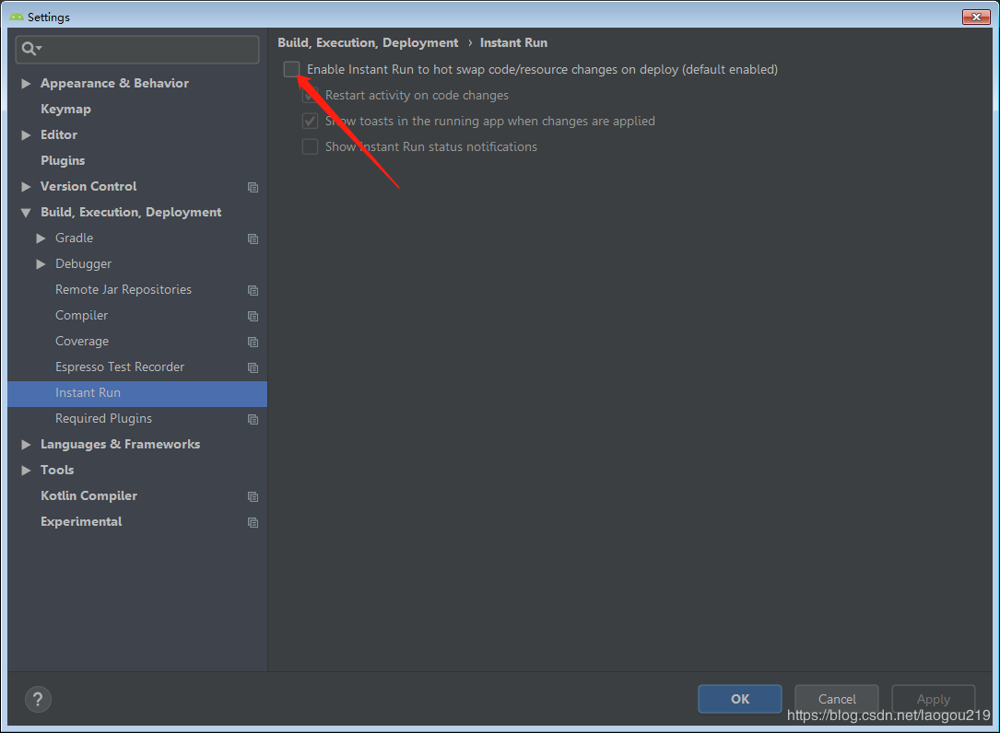 Settings
Build, Execution, Deployment › Instant Run
Enable Instant Run to hot swap code/resource changes on deploy (default enabled)
Restart activity on code changes
Show toasts in the running app when changes are applied
Show Instant Run status notifications
Appearance & Behavior
Keymap
Editor
Plugins
Version Control
Build, Execution, Deployment
Gradle
Debugger
Remote Jar Repositories
Compiler
Coverage
Espresso Test Recorder
Instant Run
Required Plugins
Languages & Frameworks
Tools
Kotlin Compiler
Experimental
?
OK
Cancel
Apply
https://blog.csdn.net/laogou219